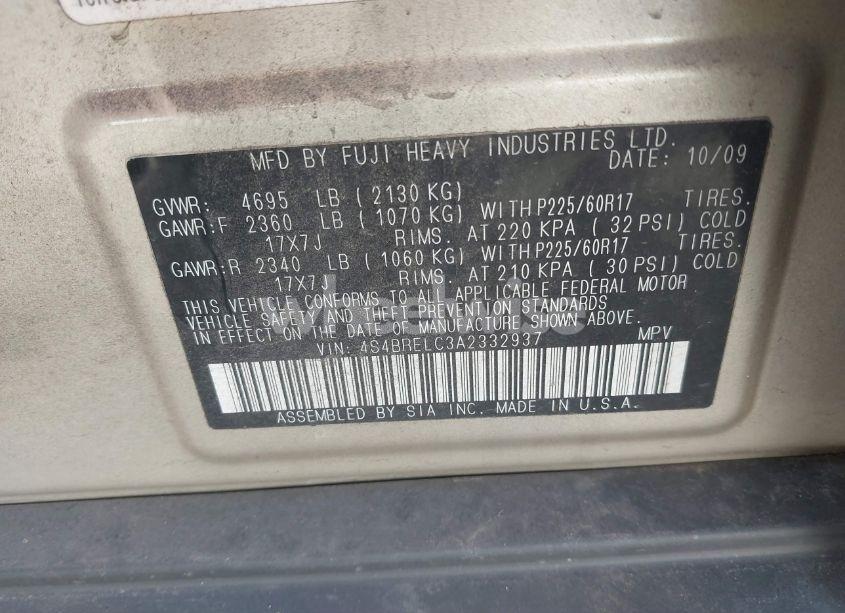 MFD BY FUJI HEAVY INDUSTRIES LTD.
DATE: 10/09
GVWR: 4695 LB ( 2130 KG)
GAWR:F 2360 LB ( 1070 KG) WITH P225/60R17 TIRES.
17X7J RIMS. AT 220 KPA ( 32 PSI) COLD
GAWR:R 2340 LB ( 1060 KG) WITH P225/60R17 TIRES.
17X7J RIMS. AT 210 KPA ( 30 PSI) COLD
THIS VEHICLE CONFORMS TO ALL APPLICABLE FEDERAL MOTOR
VEHICLE SAFETY AND THEFT PREVENTION STANDARDS
IN EFFECT ON THE DATE OF MANUFACTURE SHOWN ABOVE.
VIN: 4S4BRELC3A2332937 MPV
ASSEMBLED BY SIA INC. MADE IN U.S.A.